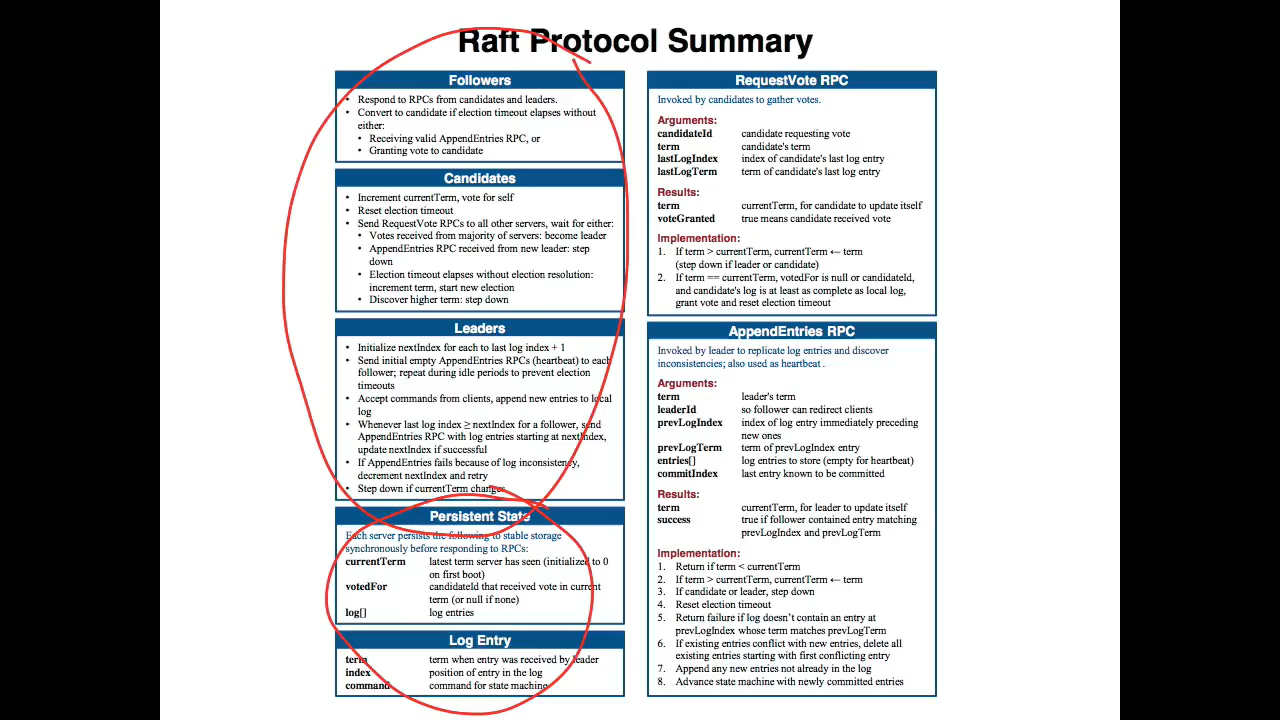 Raft Protocol Summary
Followers
• Respond to RPCs from candidates and leaders.
• Convert to candidate if election timeout elapses without
either:
• Receiving valid AppendEntries RPC, or
• Granting vote to candidate
Candidates
• Increment currentTerm, vote for self
• Reset election timeout
• Send RequestVote RPCs to all other servers, wait for either:
• Votes received from majority of servers: become leader
• AppendEntries RPC received from new leader: step
down
• Election timeout elapses without election resolution:
increment term, start new election
• Discover higher term: step down
Leaders
• Initialize nextIndex for each to last log index + 1
• Send initial empty AppendEntries RPCs (heartbeat) to each
follower; repeat during idle periods to prevent election
timeouts
• Accept commands from clients, append new entries to local
log
• Whenever last log index ≥ nextIndex for a follower, send
AppendEntries RPC with log entries starting at nextIndex,
update nextIndex if successful
• If AppendEntries fails because of log inconsistency,
decrement nextIndex and retry
• Step down if currentTerm changes
Persistent State
Each server persists the following to stable storage
synchronously before responding to RPCs:
currentTerm latest term server has seen (initialized to 0
on first boot)
votedFor candidateId that received vote in current
term (or null if none)
log[] log entries
Log Entry
term term when entry was received by leader
index position of entry in the log
command command for state machine
RequestVote RPC
Invoked by candidates to gather votes.
Arguments:
candidateId candidate requesting vote
term candidate's term
lastLogIndex index of candidate's last log entry
lastLogTerm term of candidate's last log entry
Results:
term currentTerm, for candidate to update itself
voteGranted true means candidate received vote
Implementation:
1. If term > currentTerm, currentTerm ← term
(step down if leader or candidate)
2. If term == currentTerm, votedFor is null or candidateId,
and candidate's log is at least as complete as local log,
grant vote and reset election timeout
AppendEntries RPC
Invoked by leader to replicate log entries and discover
inconsistencies; also used as heartbeat .
Arguments:
term leader's term
leaderId so follower can redirect clients
prevLogIndex index of log entry immediately preceding
new ones
prevLogTerm term of prevLogIndex entry
entries[] log entries to store (empty for heartbeat)
commitIndex last entry known to be committed
Results:
term currentTerm, for leader to update itself
success true if follower contained entry matching
prevLogIndex and prevLogTerm
Implementation:
1. Return if term < currentTerm
2. If term > currentTerm, currentTerm ← term
3. If candidate or leader, step down
4. Reset election timeout
5. Return failure if log doesn't contain an entry at
prevLogIndex whose term matches prevLogTerm
6. If existing entries conflict with new entries, delete all
existing entries starting with first conflicting entry
7. Append any new entries not already in the log
8. Advance state machine with newly committed entries